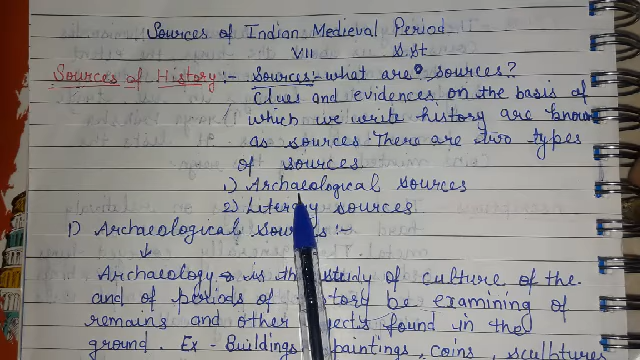 Sources of Indian Medieval Period
VII S.St
Sources of History :- Sources:- what are sources?
Clues and evidences on the basis of
which we write history are known
as sources. There are two types
of sources
1) Archaeological sources
2) Literary sources
1) Archaeological Sources :-
Archaeology is the study of culture of the
and of periods of history be examining of
remains and other objects found in the
ground. Ex- Buildings, paintings, coins, sculptures